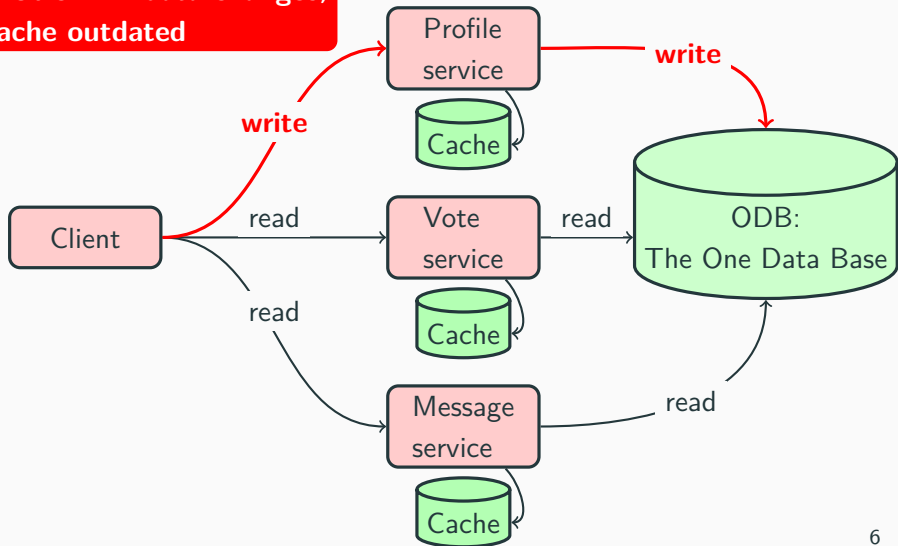 ache outdated
Profile
service
write
write
Cache
Client
read
Vote
service
read
ODB:
The One Data Base
read
Cache
Message
service
read
Cache
6